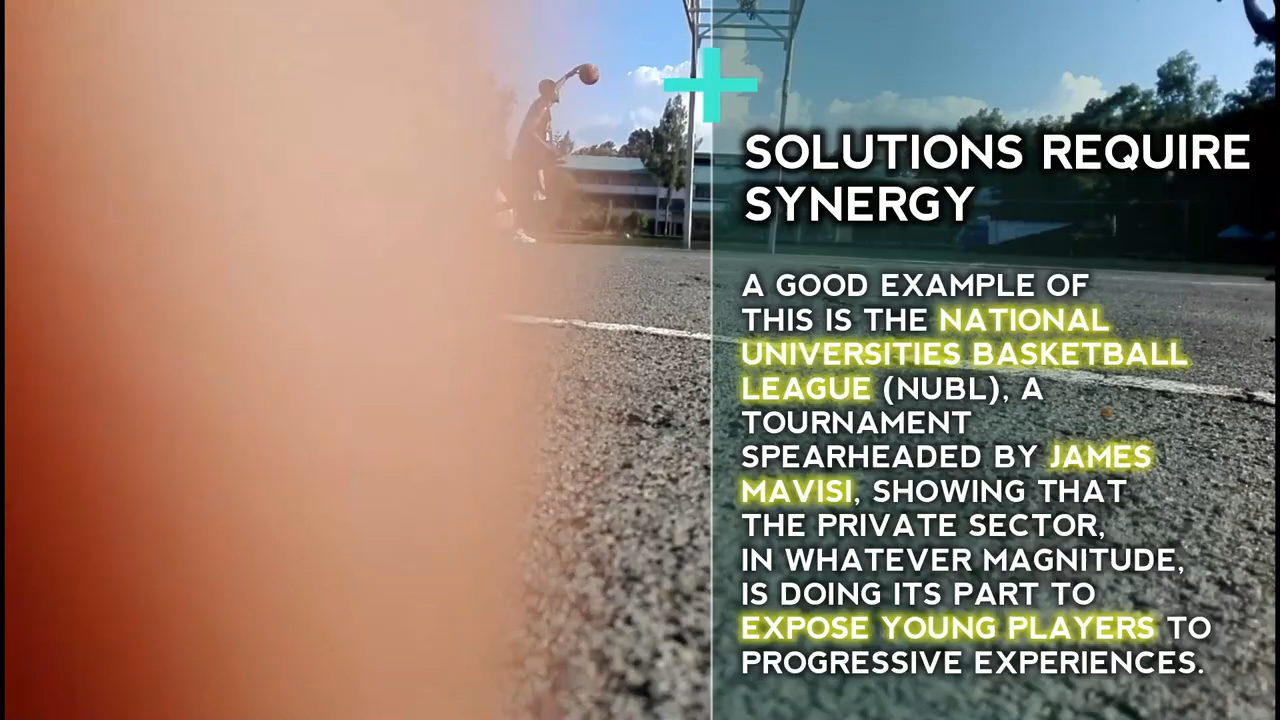 SOLUTIONS REQUIRE
SYNERGY
A GOOD EXAMPLE OF
THIS IS THE NATIONAL
UNIVERSITIES BASKETBALL
LEAGUE (NUBL), A
TOURNAMENT
SPEARHEADED BY JAMES
MAVISI, SHOWING THAT
THE PRIVATE SECTOR,
IN WHATEVER MAGNITUDE,
IS DOING ITS PART TO
EXPOSE YOUNG PLAYERS TO
PROGRESSIVE EXPERIENCES.